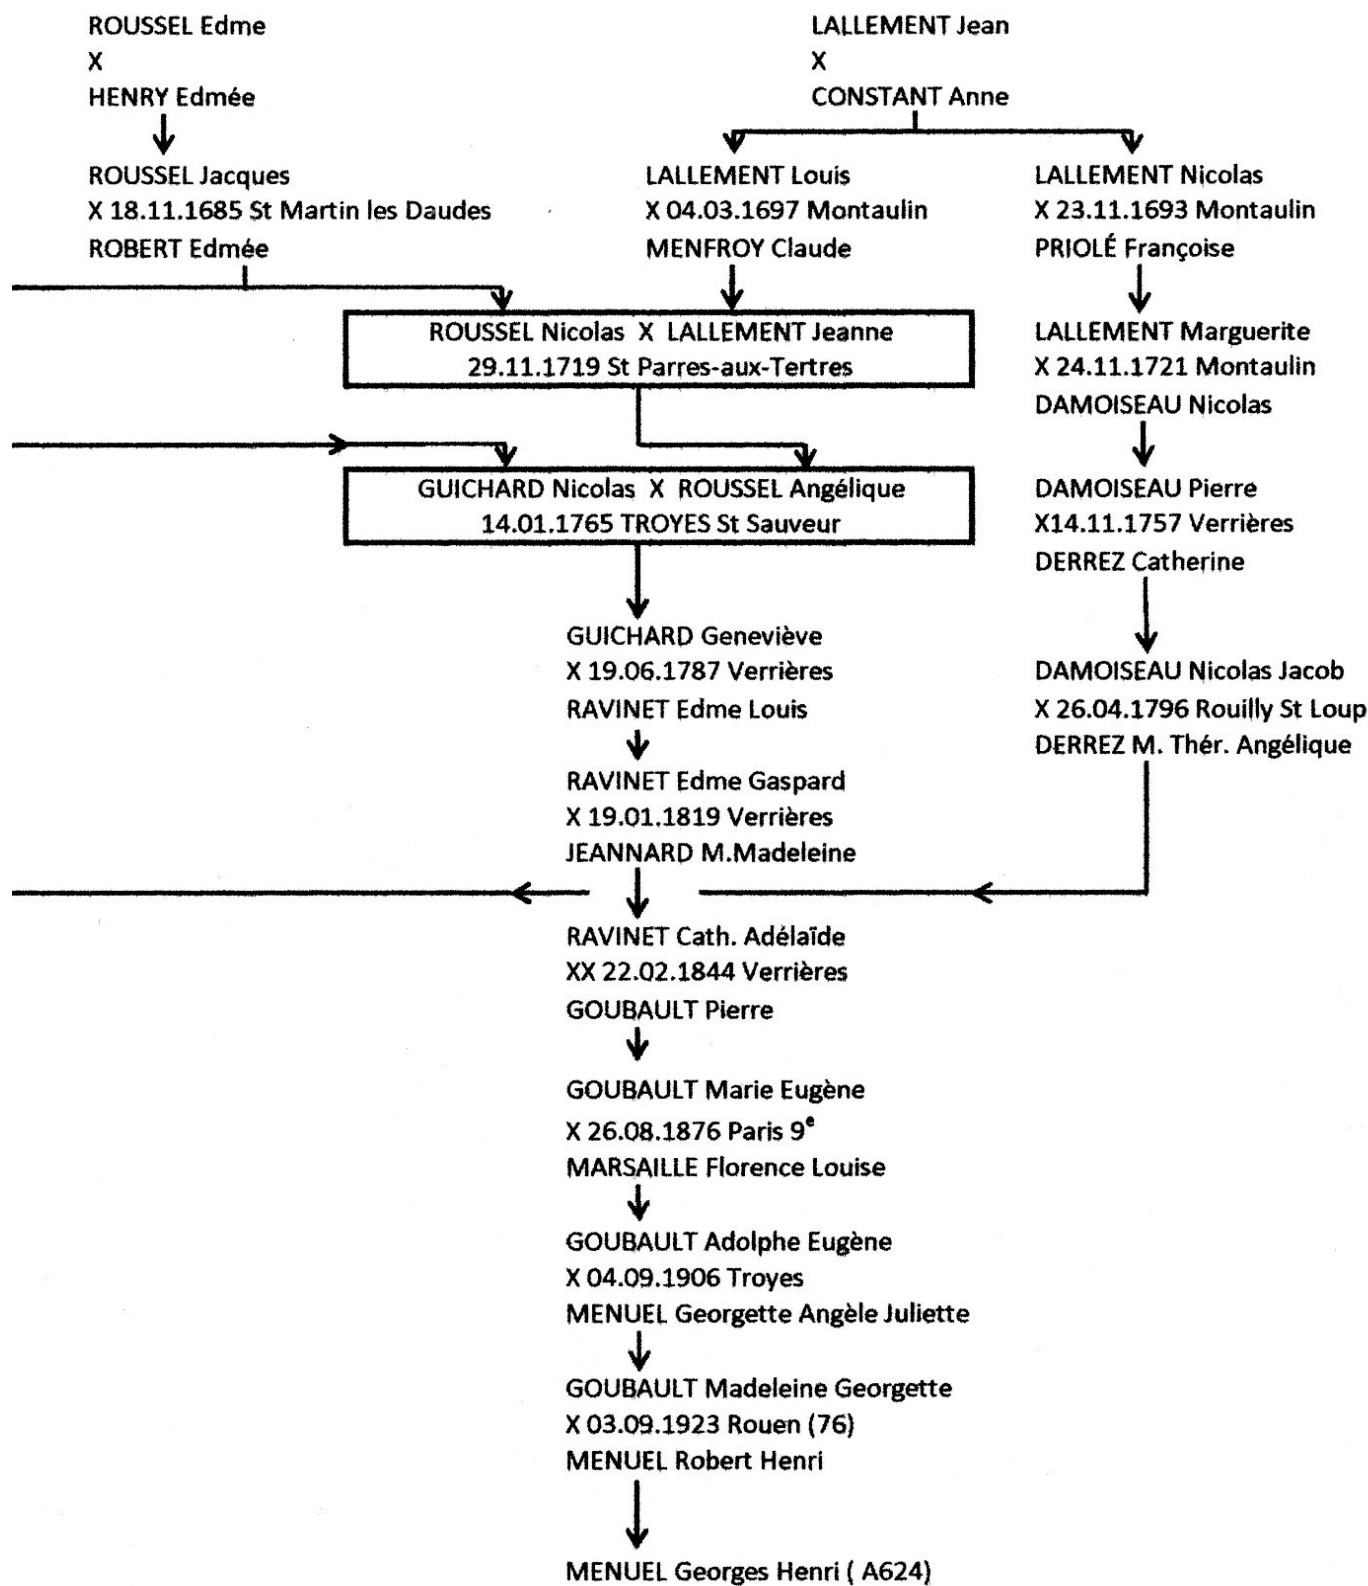 ROUSSEL Edme
X
HENRY Edmée
LALLEMENT Jean
X
CONSTANT Anne
ROUSSEL Jacques
X 18.11.1685 St Martin les Daudes
ROBERT Edmée
LALLEMENT Louis
X 04.03.1697 Montaulin
MENFROY Claude
LALLEMENT Nicolas
X 23.11.1693 Montaulin
PRIOLÉ Françoise
ROUSSEL Nicolas X LALLEMENT Jeanne
29.11.1719 St Parres-aux-Tertres
LALLEMENT Marguerite
X 24.11.1721 Montaulin
DAMOISEAU Nicolas
GUICHARD Nicolas X ROUSSEL Angélique
14.01.1765 TROYES St Sauveur
DAMOISEAU Pierre
X14.11.1757 Verrières
DERREZ Catherine
GUICHARD Geneviève
X 19.06.1787 Verrières
RAVINET Edme Louis
DAMOISEAU Nicolas Jacob
X 26.04.1796 Rouilly St Loup
DERREZ M. Thér. Angélique
RAVINET Edme Gaspard
X 19.01.1819 Verrières
JEANNARD M.Madeleine
RAVINET Cath. Adélaïde
XX 22.02.1844 Verrières
GOUBAULT Pierre
GOUBAULT Marie Eugène
X 26.08.1876 Paris 9ᵉ
MARSAILLE Florence Louise
GOUBAULT Adolphe Eugène
X 04.09.1906 Troyes
MENUEL Georgette Angèle Juliette
GOUBAULT Madeleine Georgette
X 03.09.1923 Rouen (76)
MENUEL Robert Henri
MENUEL Georges Henri ( A624)